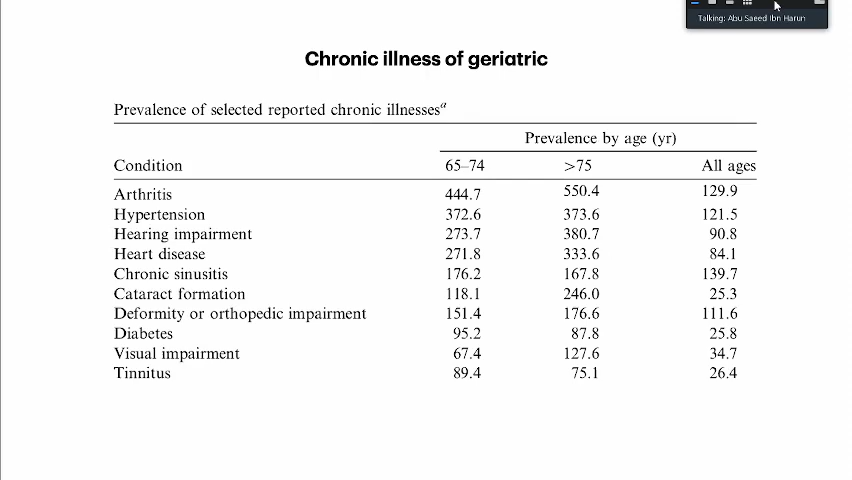 Talking: Abu Saeed Ibn Harun
Chronic illness of geriatric
Prevalence of selected reported chronic illnessesᵃ
Prevalence by age (yr)
Condition 65–74 >75 All ages
Arthritis 444.7 550.4 129.9
Hypertension 372.6 373.6 121.5
Hearing impairment 273.7 380.7 90.8
Heart disease 271.8 333.6 84.1
Chronic sinusitis 176.2 167.8 139.7
Cataract formation 118.1 246.0 25.3
Deformity or orthopedic impairment 151.4 176.6 111.6
Diabetes 95.2 87.8 25.8
Visual impairment 67.4 127.6 34.7
Tinnitus 89.4 75.1 26.4